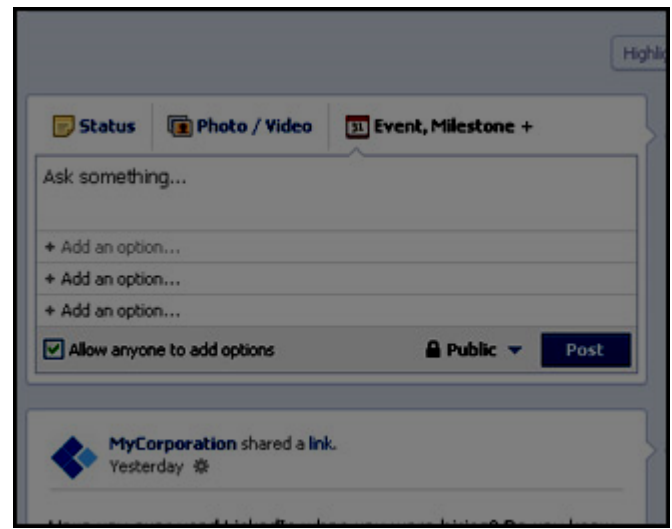 Highli
Status Photo / Video 31 Event, Milestone +
Ask something...
+ Add an option...
+ Add an option...
+ Add an option...
Allow anyone to add options Public Post
MyCorporation shared a link.
Yesterday